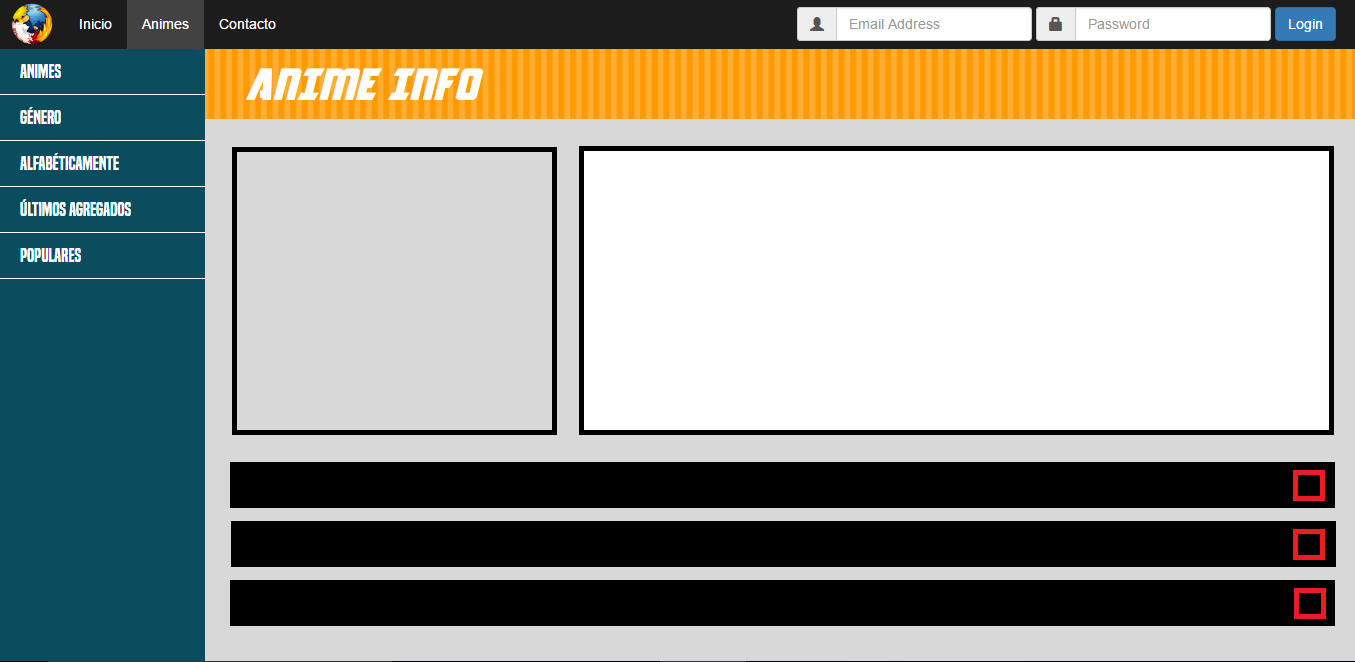 Inicio
Animes
Contacto
Email Address
Password
Login
ANIMES
GÉNERO
ALFABÉTICAMENTE
ÚLTIMOS AGREGADOS
POPULARES
ANIME INFO